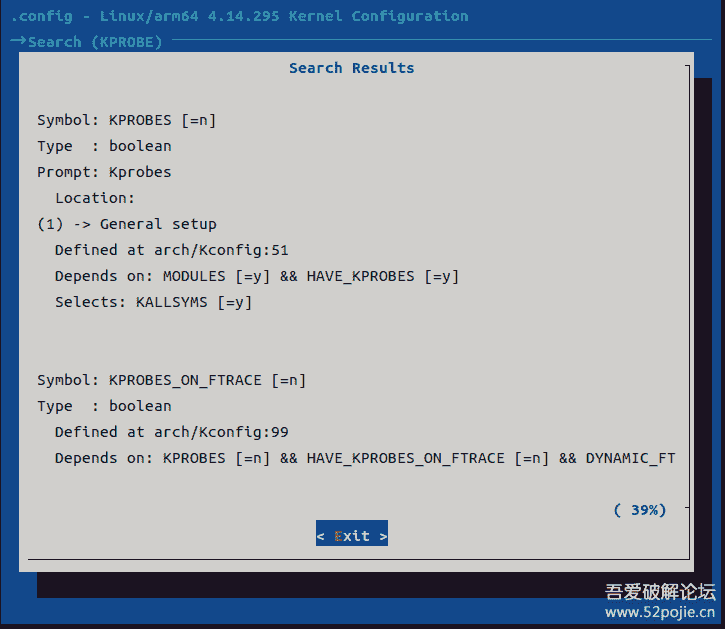 .config - Linux/arm64 4.14.295 Kernel Configuration
→Search (KPROBE)
Search Results
Symbol: KPROBES [=n]
Type  : boolean
Prompt: Kprobes
  Location:
(1) -> General setup
  Defined at arch/Kconfig:51
  Depends on: MODULES [=y] && HAVE_KPROBES [=y]
  Selects: KALLSYMS [=y]
Symbol: KPROBES_ON_FTRACE [=n]
Type  : boolean
  Defined at arch/Kconfig:99
  Depends on: KPROBES [=n] && HAVE_KPROBES_ON_FTRACE [=n] && DYNAMIC_FT
( 39%)
< Exit >
吾爱破解论坛
www.52pojie.cn